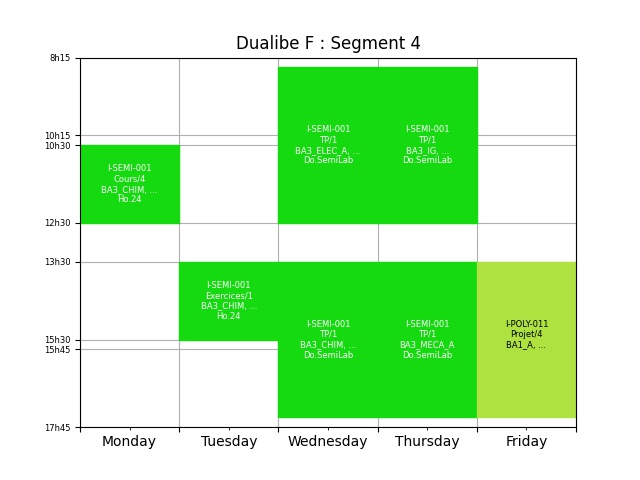 Dualibe F : Segment 4
8h15
10h15
10h30
12h30
13h30
15h30
15h45
17h45
I-SEMI-001
Cours/4
BA3_CHIM, ...
Ho.24
I-SEMI-001
Exercices/1
BA3_CHIM, ...
Ho.24
I-SEMI-001
TP/1
BA3_ELEC_A, ...
Do.SemiLab
I-SEMI-001
TP/1
BA3_CHIM, ...
Do.SemiLab
I-SEMI-001
TP/1
BA3_IG, ...
Do.SemiLab
I-SEMI-001
TP/1
BA3_MECA_A
Do.SemiLab
I-POLY-011
Projet/4
BA1_A, ...
Monday
Tuesday
Wednesday
Thursday
Friday